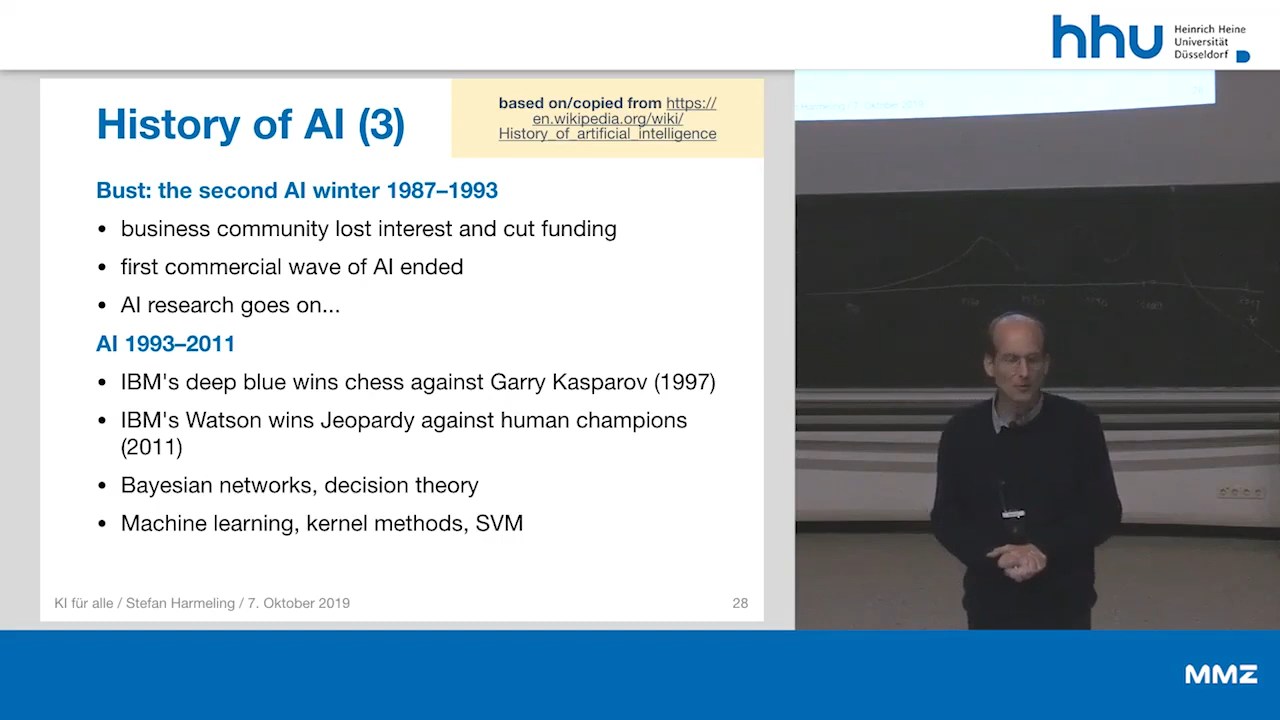 hhu Heinrich Heine
Universität
Düsseldorf
History of AI (3)
based on/copied from https://
en.wikipedia.org/wiki/
History_of_artificial_intelligence
Bust: the second AI winter 1987–1993
• business community lost interest and cut funding
• first commercial wave of AI ended
• AI research goes on...
AI 1993–2011
• IBM's deep blue wins chess against Garry Kasparov (1997)
• IBM's Watson wins Jeopardy against human champions
(2011)
• Bayesian networks, decision theory
• Machine learning, kernel methods, SVM
KI für alle / Stefan Harmeling / 7. Oktober 2019
28
MMZ